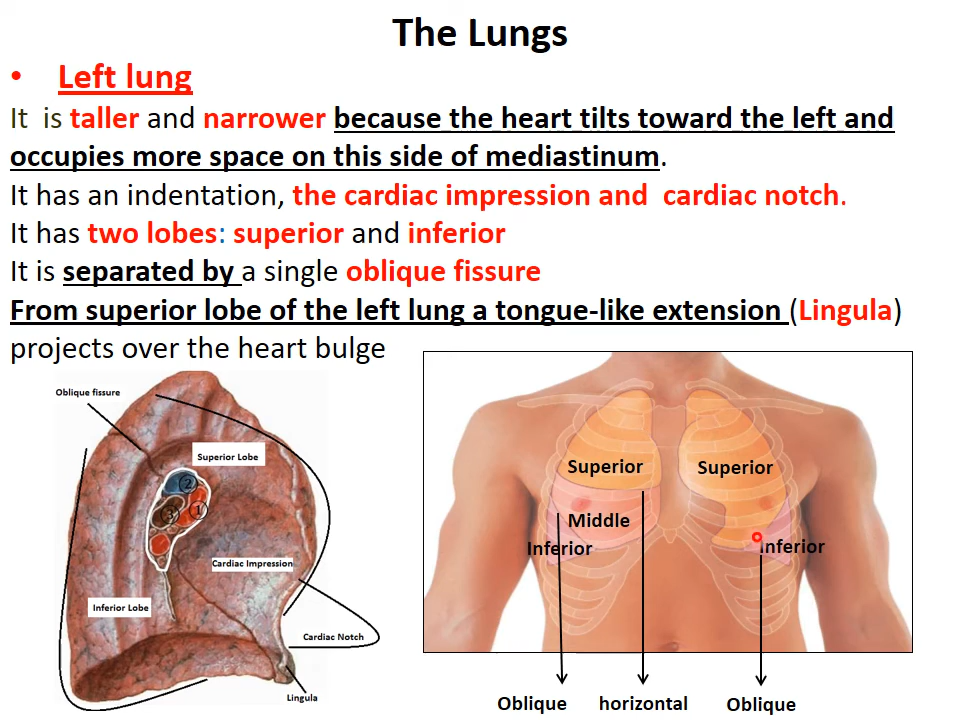 The Lungs
• Left lung
It is taller and narrower because the heart tilts toward the left and
occupies more space on this side of mediastinum.
It has an indentation, the cardiac impression and cardiac notch.
It has two lobes: superior and inferior
It is separated by a single oblique fissure
From superior lobe of the left lung a tongue-like extension (Lingula)
projects over the heart bulge
Oblique fissure
Superior Lobe
2
3 1
Cardiac Impression
Inferior Lobe
Cardiac Notch
Lingula
Superior Superior
Middle
Inferior Inferior
Oblique horizontal Oblique